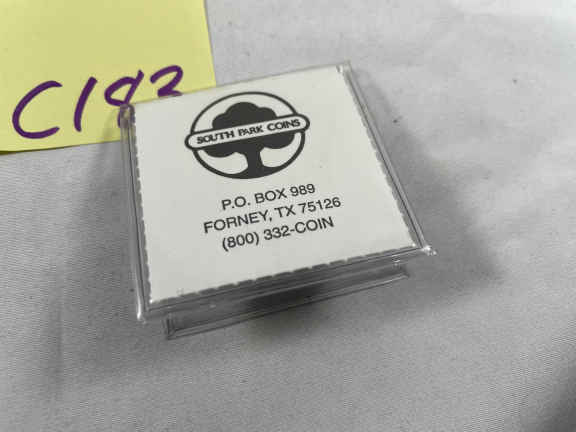 C183
SOUTH PARK COINS
P.O. BOX 989
FORNEY, TX 75126
(800) 332-COIN